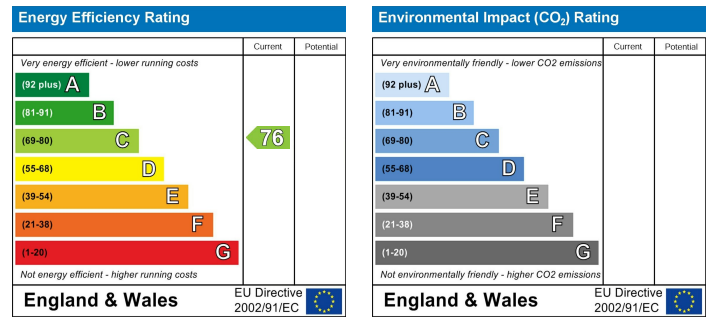 Energy Efficiency Rating
Current Potential
Very energy efficient - lower running costs
(92 plus) A
(81-91) B
(69-80) C 76
(55-68) D
(39-54) E
(21-38) F
(1-20) G
Not energy efficient - higher running costs
England & Wales
EU Directive
2002/91/EC
Environmental Impact (CO₂) Rating
Current Potential
Very environmentally friendly - lower CO2 emissions
(92 plus) A
(81-91) B
(69-80) C
(55-68) D
(39-54) E
(21-38) F
(1-20) G
Not environmentally friendly - higher CO2 emissions
England & Wales
EU Directive
2002/91/EC